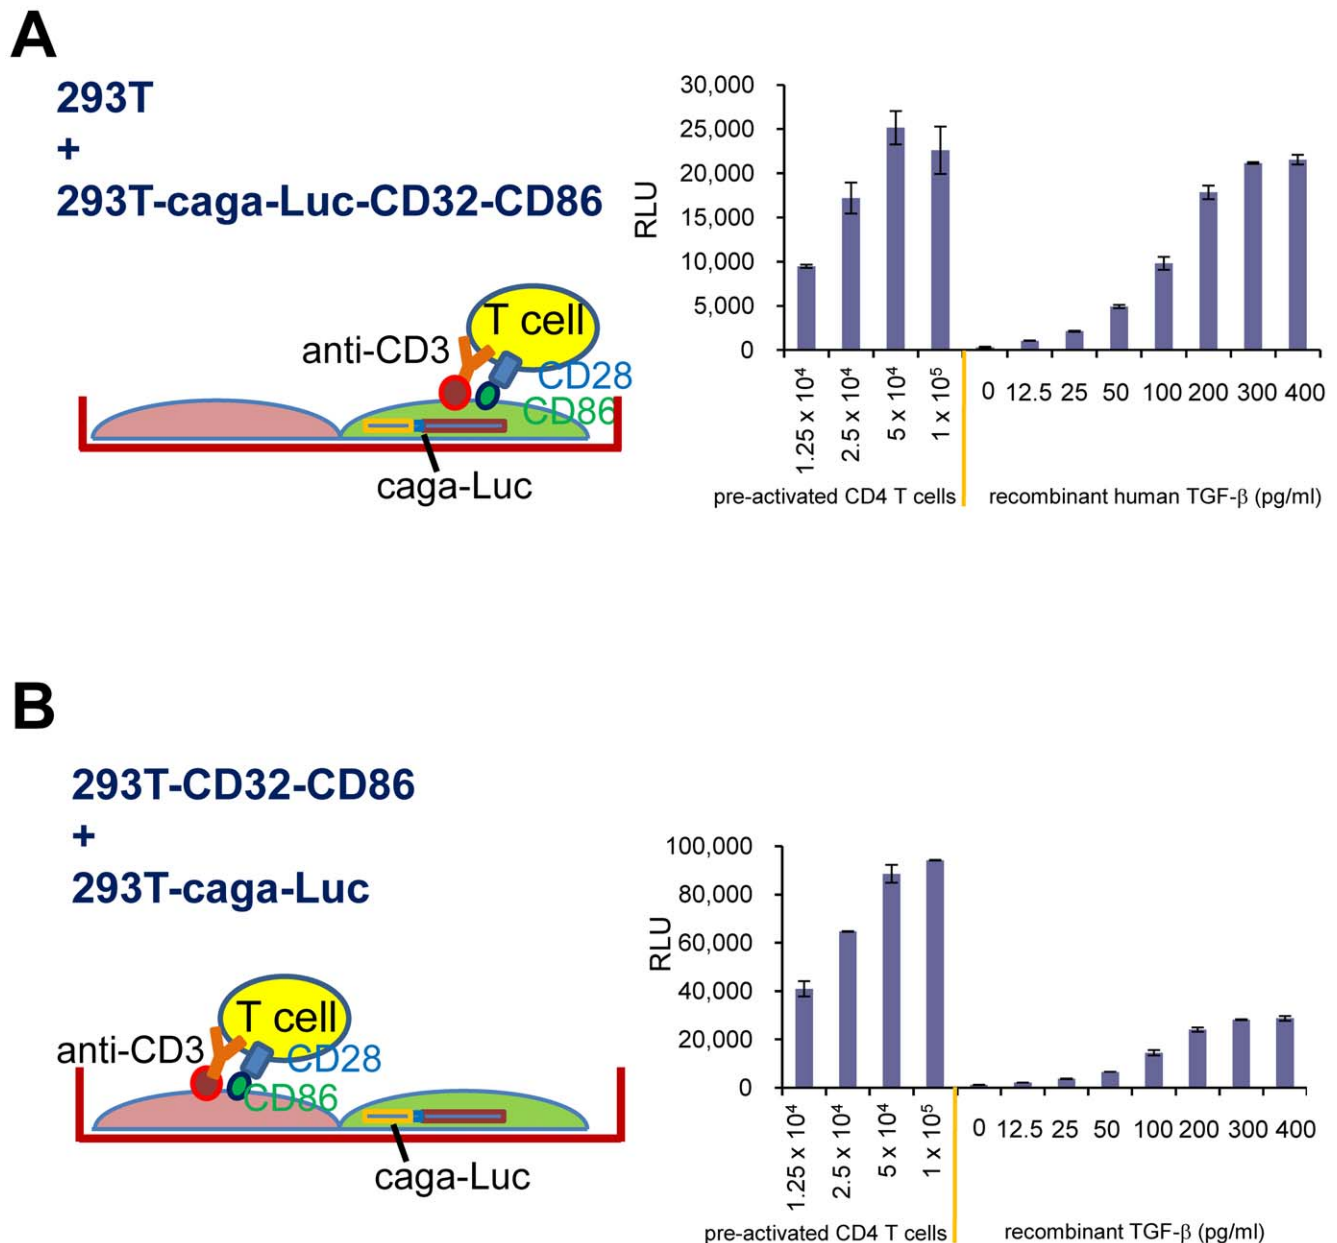 A
293T
+
293T-caga-Luc-CD32-CD86
T cell
anti-CD3
CD28
CD86
caga-Luc
RLU
30,000
25,000
20,000
15,000
10,000
5,000
0
1.25 x 10⁴
2.5 x 10⁴
5 x 10⁴
1 x 10⁵
0 12.5 25 50 100 200 300 400
pre-activated CD4 T cells
recombinant human TGF-β (pg/ml)
B
293T-CD32-CD86
+
293T-caga-Luc
T cell
anti-CD3
CD28
CD86
caga-Luc
RLU
100,000
80,000
60,000
40,000
20,000
0
1.25 x 10⁴
2.5 x 10⁴
5 x 10⁴
1 x 10⁵
0 12.5 25 50 100 200 300 400
pre-activated CD4 T cells
recombinant TGF-β (pg/ml)